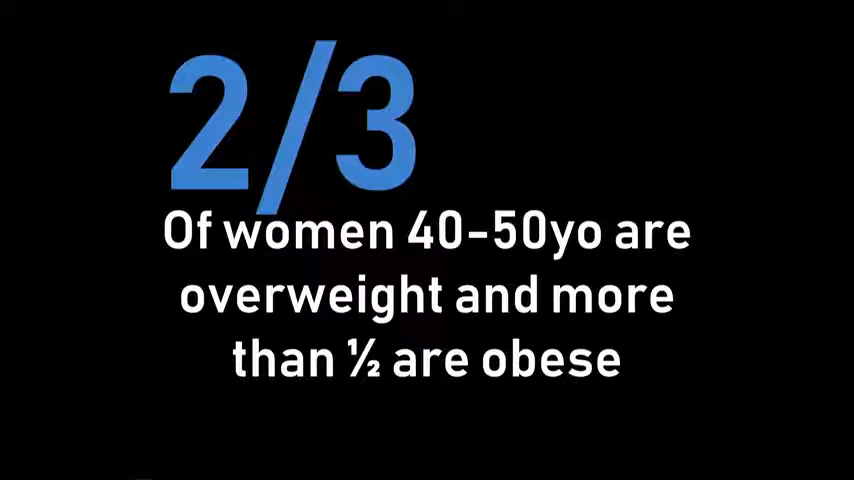 2/3
Of women 40-50yo are
overweight and more
than ½ are obese